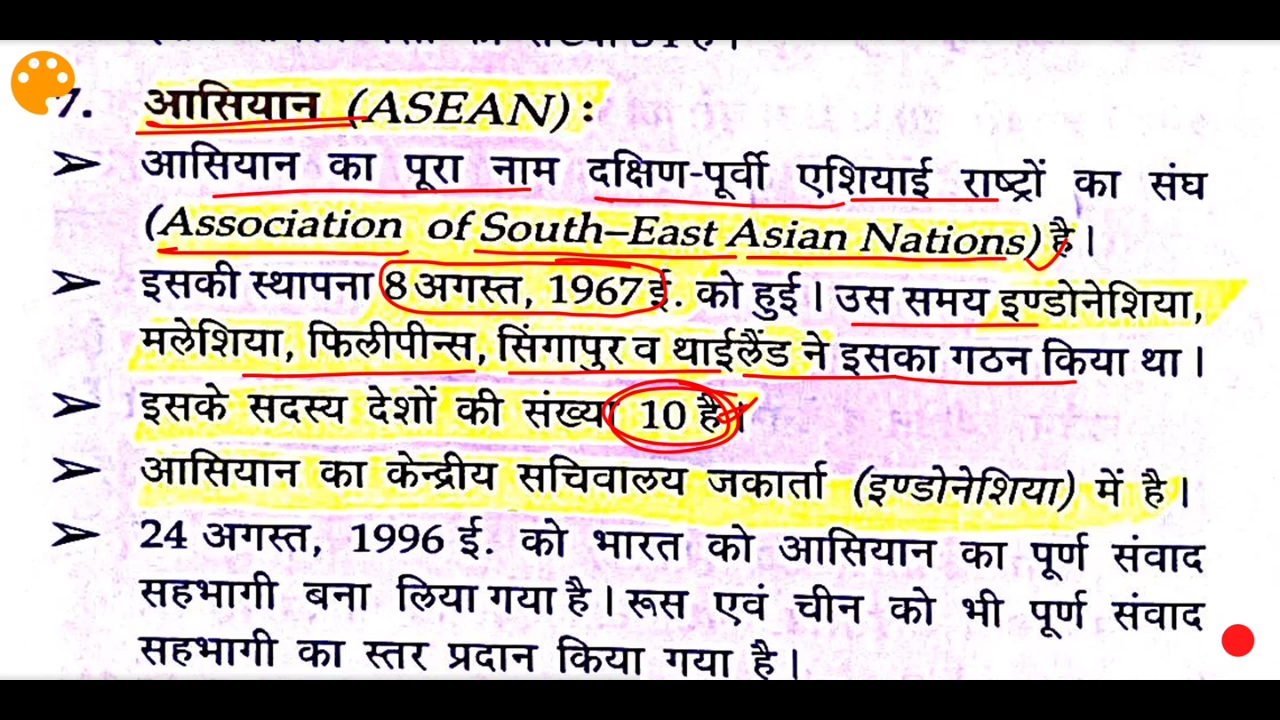 7. आसियान (ASEAN) :
➢ आसियान का पूरा नाम दक्षिण-पूर्वी एशियाई राष्ट्रों का संघ
(Association of South–East Asian Nations) है।
➢ इसकी स्थापना 8 अगस्त, 1967 ई. को हुई। उस समय इण्डोनेशिया,
मलेशिया, फिलीपीन्स, सिंगापुर व थाईलैंड ने इसका गठन किया था।
➢ इसके सदस्य देशों की संख्या 10 है।
➢ आसियान का केन्द्रीय सचिवालय जकार्ता (इण्डोनेशिया) में है।
➢ 24 अगस्त, 1996 ई. को भारत को आसियान का पूर्ण संवाद
सहभागी बना लिया गया है। रूस एवं चीन को भी पूर्ण संवाद
सहभागी का स्तर प्रदान किया गया है।